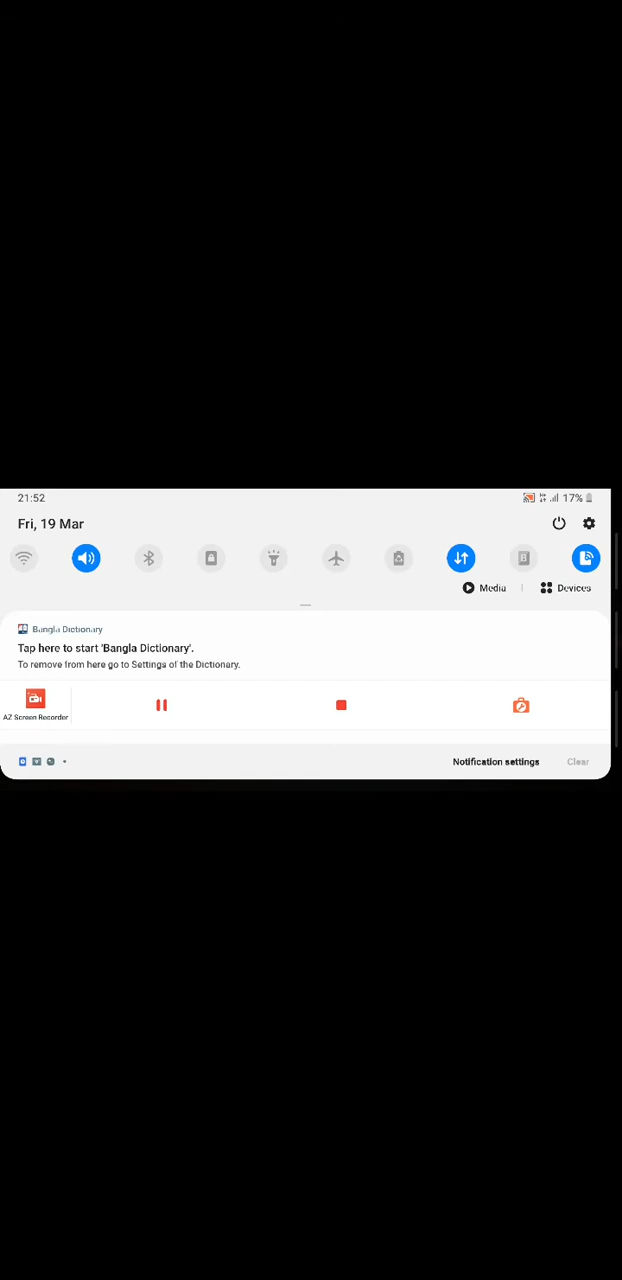 21:52
17%
Fri, 19 Mar
Media
Devices
Bangla Dictionary
Tap here to start 'Bangla Dictionary'.
To remove from here go to Settings of the Dictionary.
AZ Screen Recorder
Notification settings
Clear